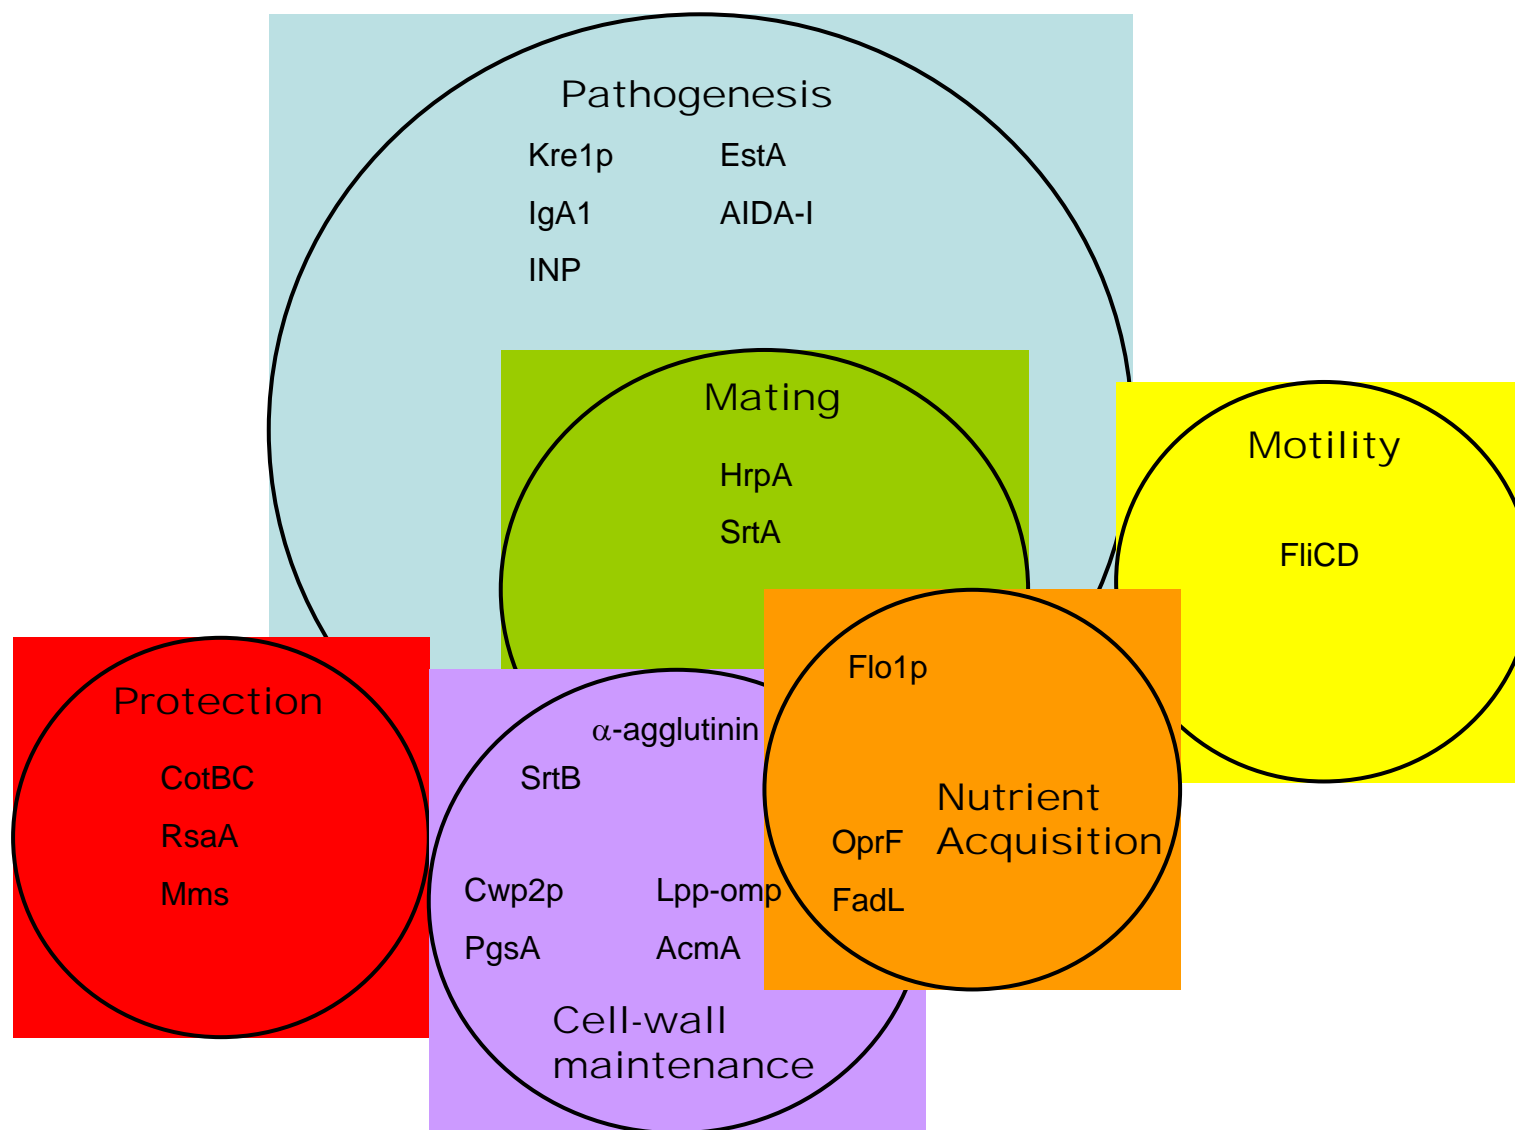 Pathogenesis
Kre1p EstA
IgA1 AIDA-I
INP
Mating
HrpA
SrtA
Motility
FliCD
Protection
CotBC
RsaA
Mms
α-agglutinin
SrtB
Cwp2p Lpp-omp
PgsA AcmA
Cell-wall
maintenance
Flo1p
Nutrient
Acquisition
OprF
FadL